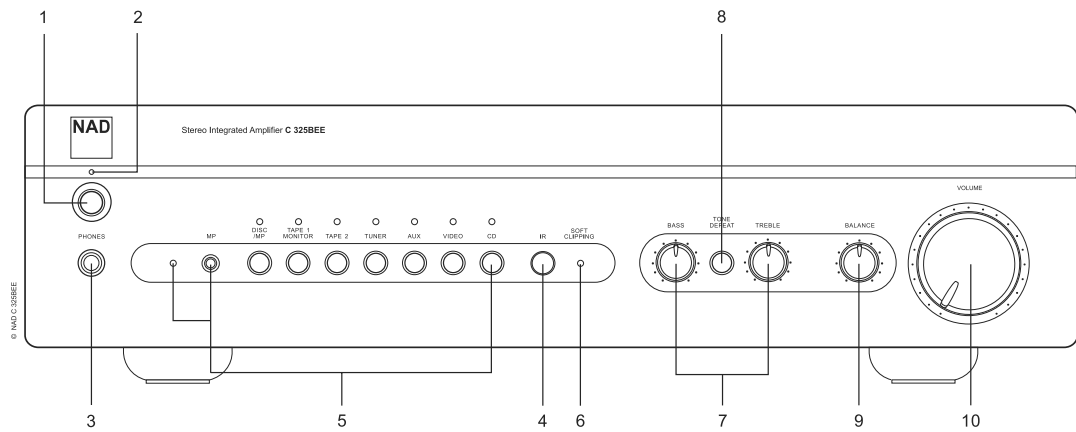 1 2 8
NAD
Stereo Integrated Amplifier C 325BEE
VOLUME
PHONES
MP
DISC
/MP
TAPE 1
MONITOR
TAPE 2
TUNER
AUX
VIDEO
CD
IR
SOFT
CLIPPING
BASS
TONE
DEFEAT
TREBLE
BALANCE
© NAD C 325BEE
3 5 4 6 7 9 10